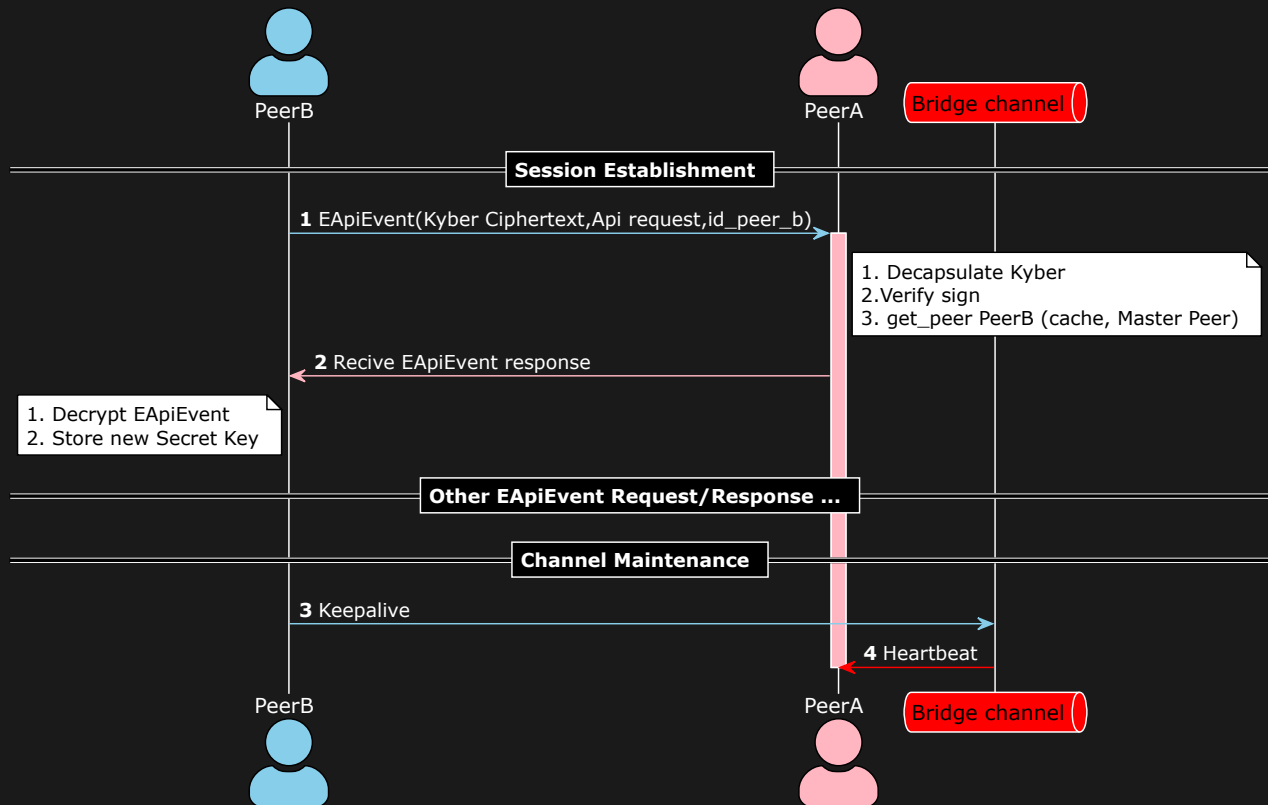 PeerB
PeerA
Bridge channel
Session Establishment
1 EApiEvent(Kyber Ciphertext,Api request,id_peer_b)
1. Decapsulate Kyber
2.Verify sign
3. get_peer PeerB (cache, Master Peer)
2 Recive EApiEvent response
1. Decrypt EApiEvent
2. Store new Secret Key
Other EApiEvent Request/Response ...
Channel Maintenance
3 Keepalive
4 Heartbeat
PeerB
PeerA
Bridge channel